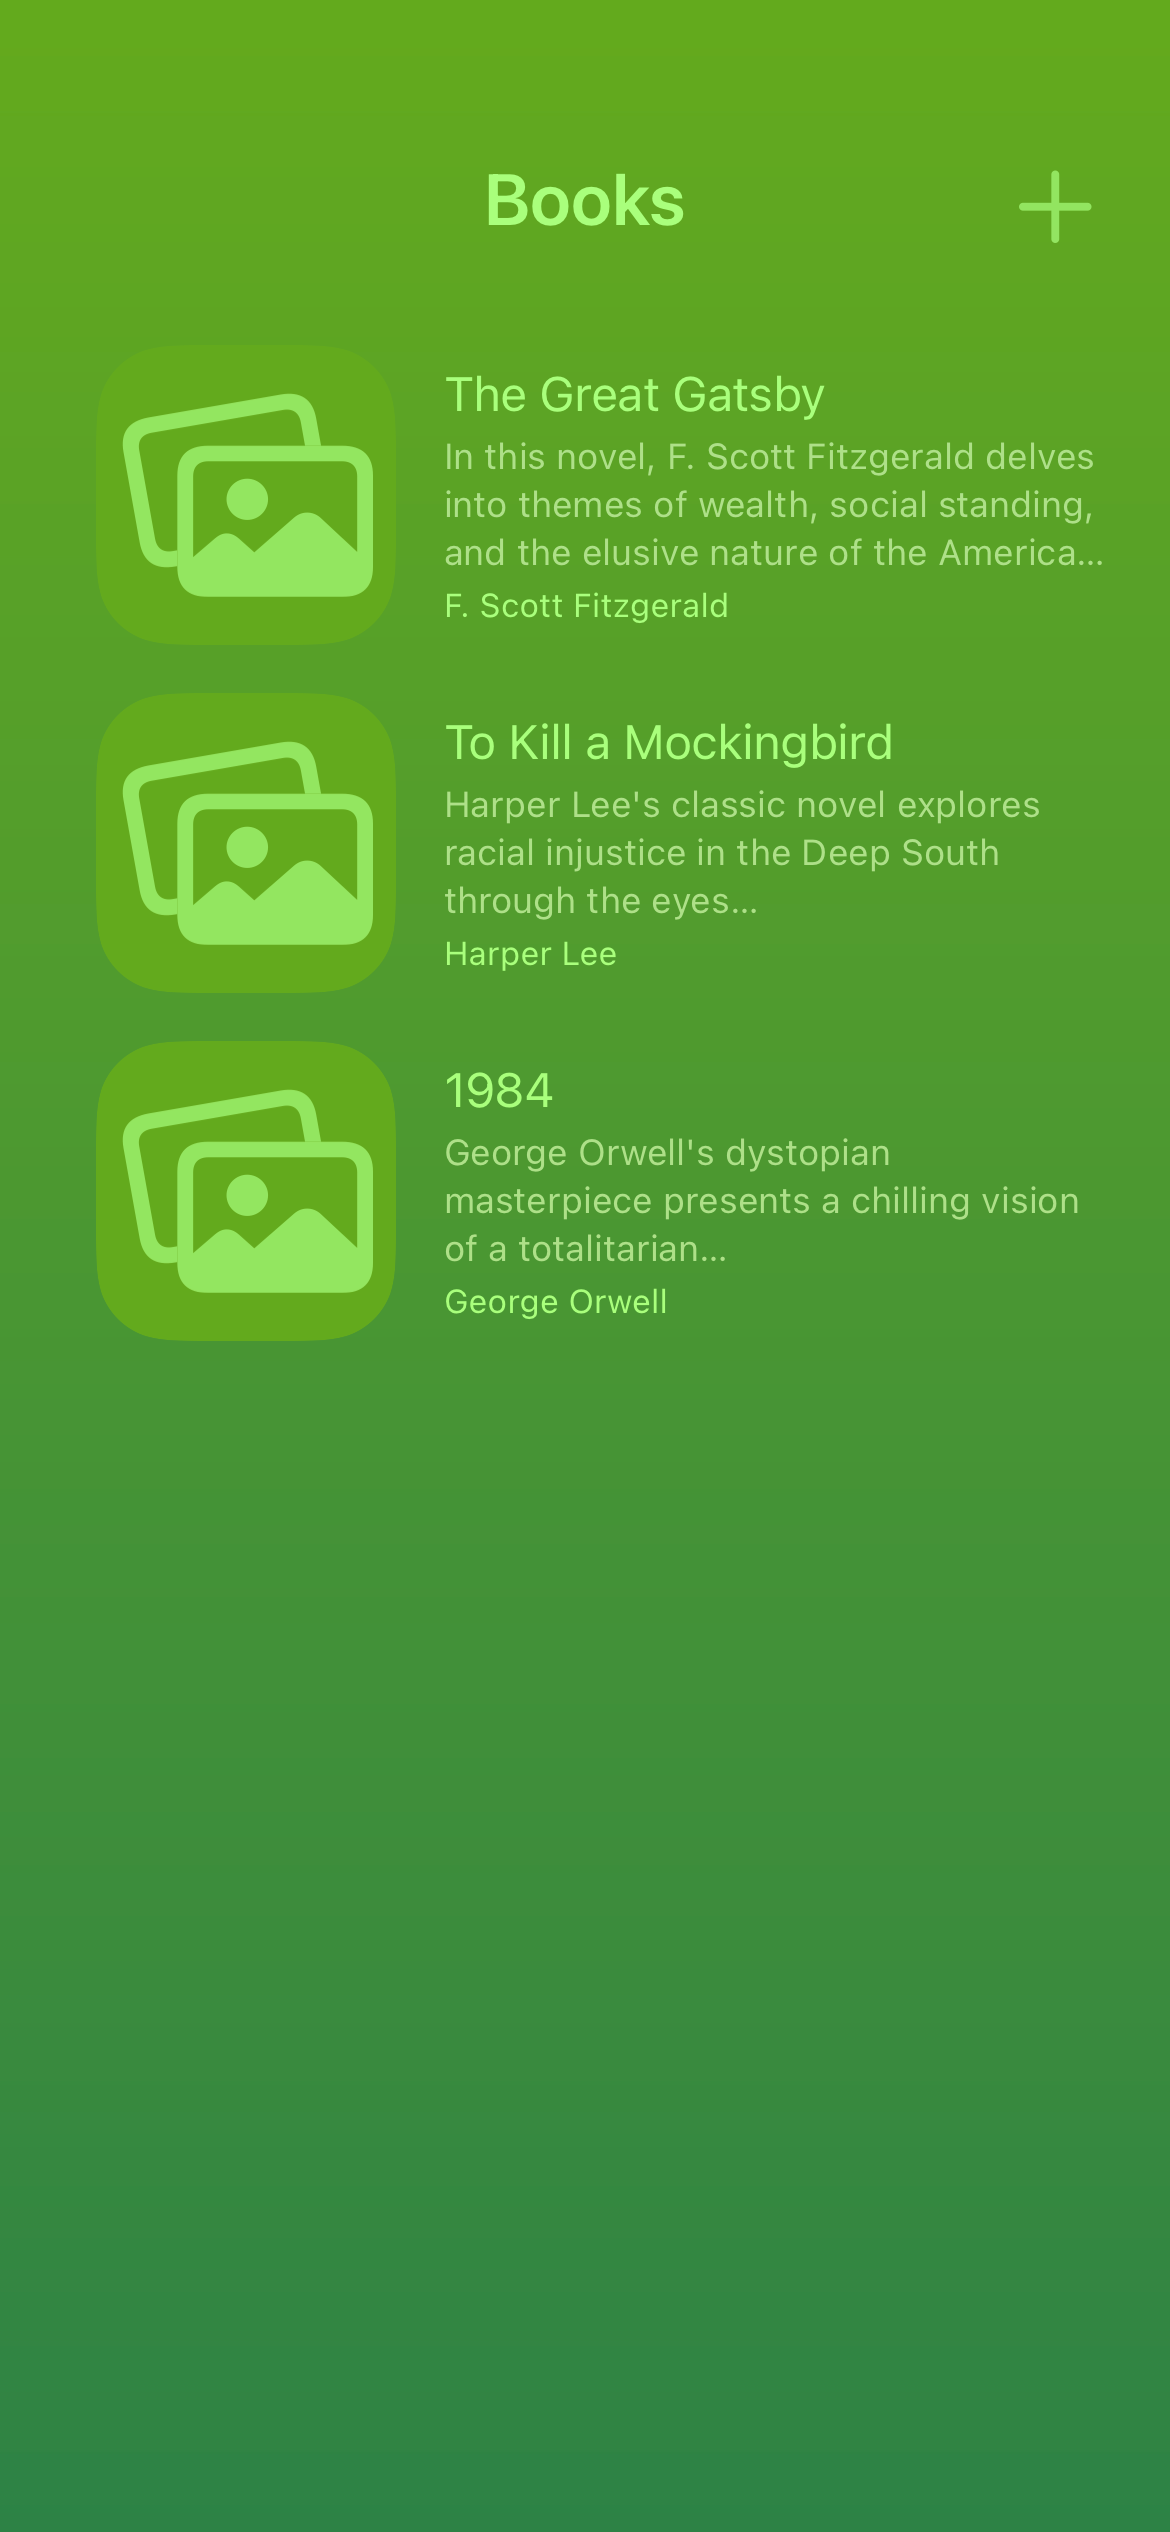 Books
The Great Gatsby
In this novel, F. Scott Fitzgerald delves
into themes of wealth, social standing,
and the elusive nature of the America...
F. Scott Fitzgerald
To Kill a Mockingbird
Harper Lee's classic novel explores
racial injustice in the Deep South
through the eyes...
Harper Lee
1984
George Orwell's dystopian
masterpiece presents a chilling vision
of a totalitarian...
George Orwell